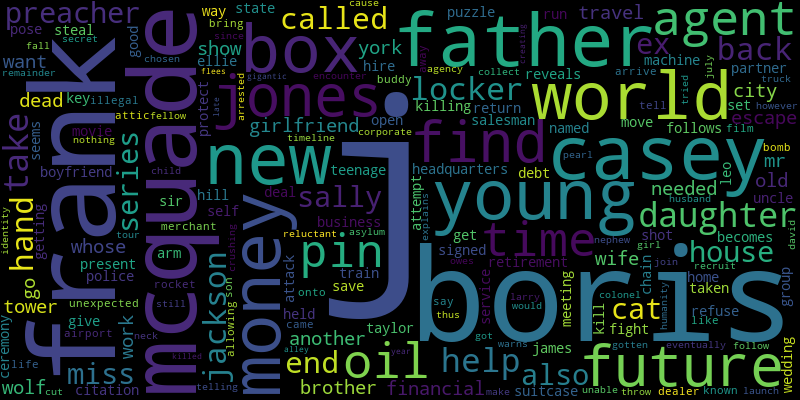 preacher
steal
pose
fall
want
secret
remainder
bring
way
state
cause
called
york
hire
buddy
agency
collect
puzzle
travel
run
agent
show
ellie
since
box
father
ex
back
machine
arrive
july
partner
truck
dead
key
illegal
good
chosen
flees
late
gigantic
arrested
protect
jones
encounter
away
creating
locker
return
killing
reveals
salesman
world
tell
tried
city
set
however
movie
atticfellow
nothing
take
seems
boyfriend
series
girlfriend
open
corporate
timeline
teenage
find
named
move
follows
film
escape
mr
bomb
pearl
frank
mcquade
child
sir
new
j
headquarters
debt
casey
leo
old
uncle
hand
whose
hill
self
sally
deal
attempt
young
needed
daughter
david
identity
getting
tour
merchant
business
reluctant
crushing
explains
get
signed
time
shot
becomes
husband
girl
nephew
house
go
present
arm
pin
asylum
police
rocket
train
retirement
wife
chain
home
join
recruit
taken
group
tower
unexpected
still
jackson
money
attack
save
onto
boris
service
owes
meeting
colonel
humanity
refuse
give
son
allowing
held
came
another
taylor
say
thus
larry
would
cat
kill
fight
like
ceremony
life
work
airport
neck
alley
end
oil
warns
help
got
james
gotten
eventually
follow
future
wedding
miss
wolf
cut
citation
killed
telling
brother
year
financial
make
also
suitcase
unable
throw
dealer
known
launch